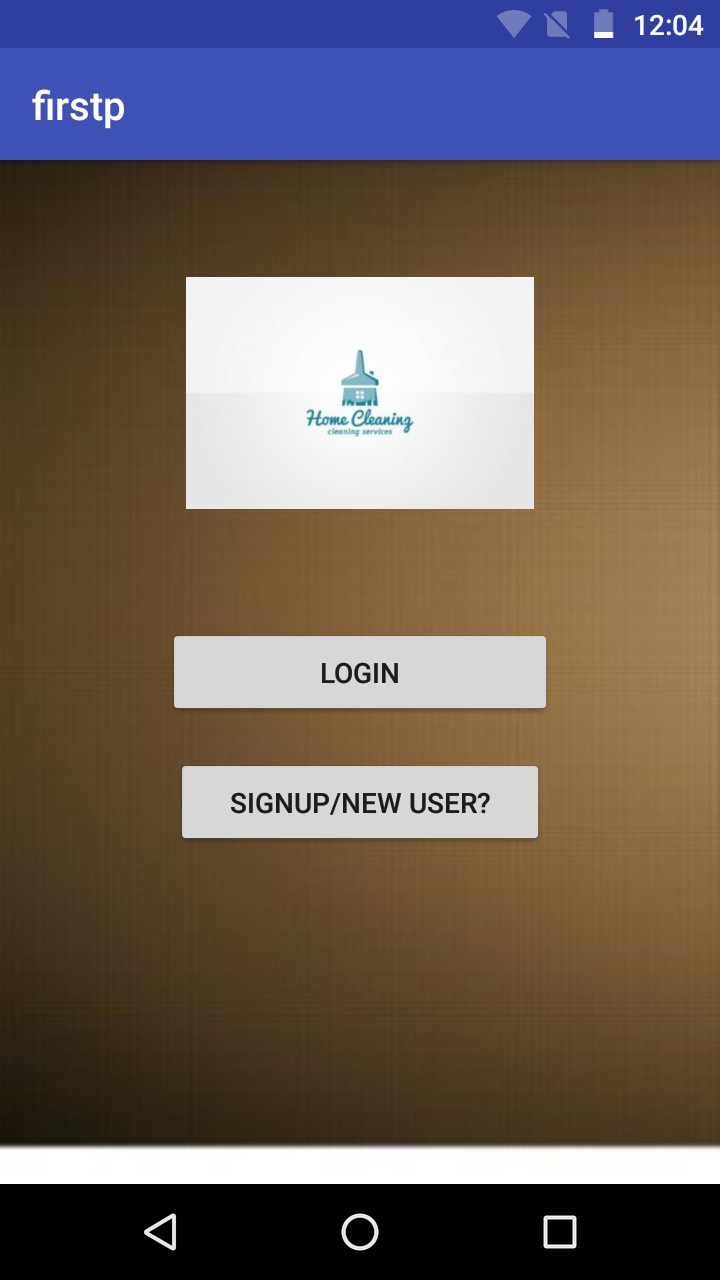 12:04
firstp
Home Cleaning
cleaning services
LOGIN
SIGNUP/NEW USER?